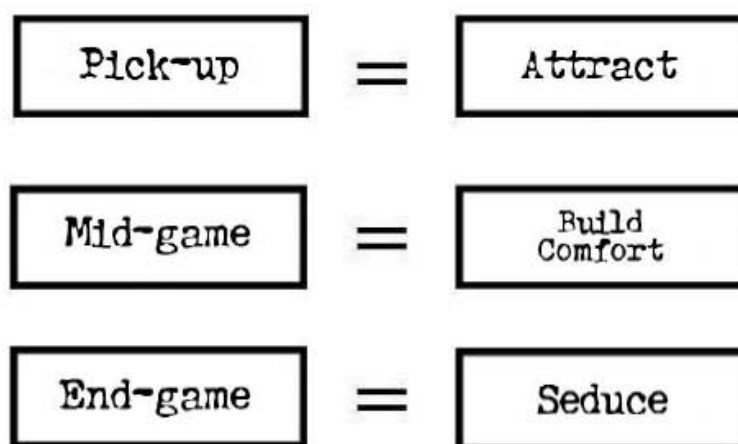 Pick-up = Attract
Mid-game = Build
Comfort
End-game = Seduce